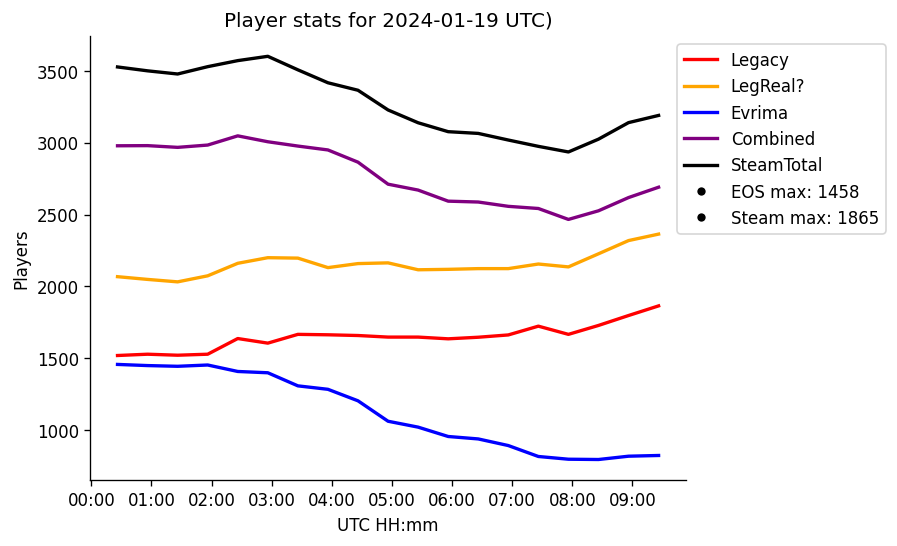 Player stats for 2024-01-19 UTC)
Legacy
LegReal?
Evrima
Combined
SteamTotal
EOS max: 1458
Steam max: 1865
Players
3500
3000
2500
2000
1500
1000
00:00 01:00 02:00 03:00 04:00 05:00 06:00 07:00 08:00 09:00
UTC HH:mm